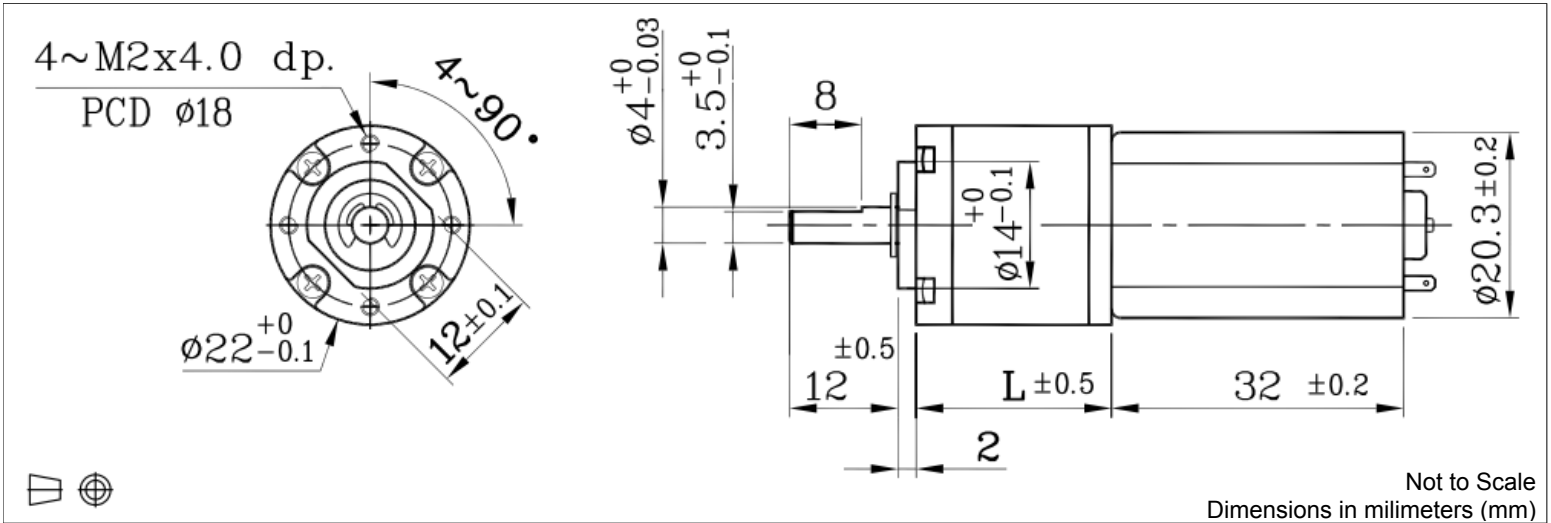 4~M2x4.0 dp.
PCD ø18
4~90°
ø22 +0 -0.1
12±0.1
ø4 +0 -0.03
3.5 +0 -0.1
8
ø14 +0 -0.1
ø20.3±0.2
±0.5
12
L ±0.5
32 ±0.2
2
Not to Scale
Dimensions in milimeters (mm)